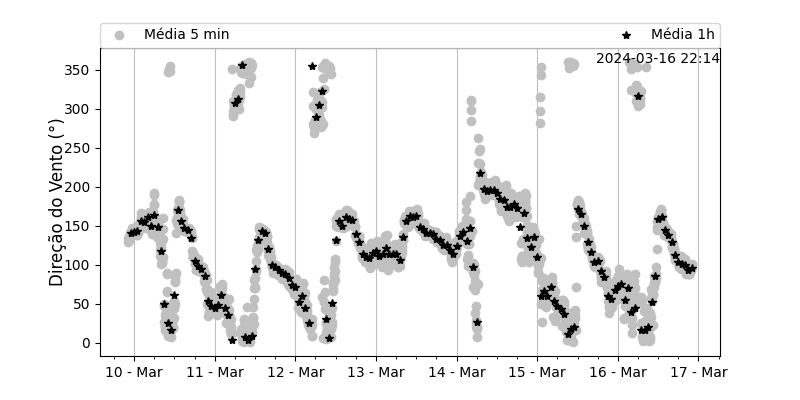 Média 5 min
Média 1h
2024-03-16 22:14
Direção do Vento (°)
350
300
250
200
150
100
50
0
10 - Mar
11 - Mar
12 - Mar
13 - Mar
14 - Mar
15 - Mar
16 - Mar
17 - Mar